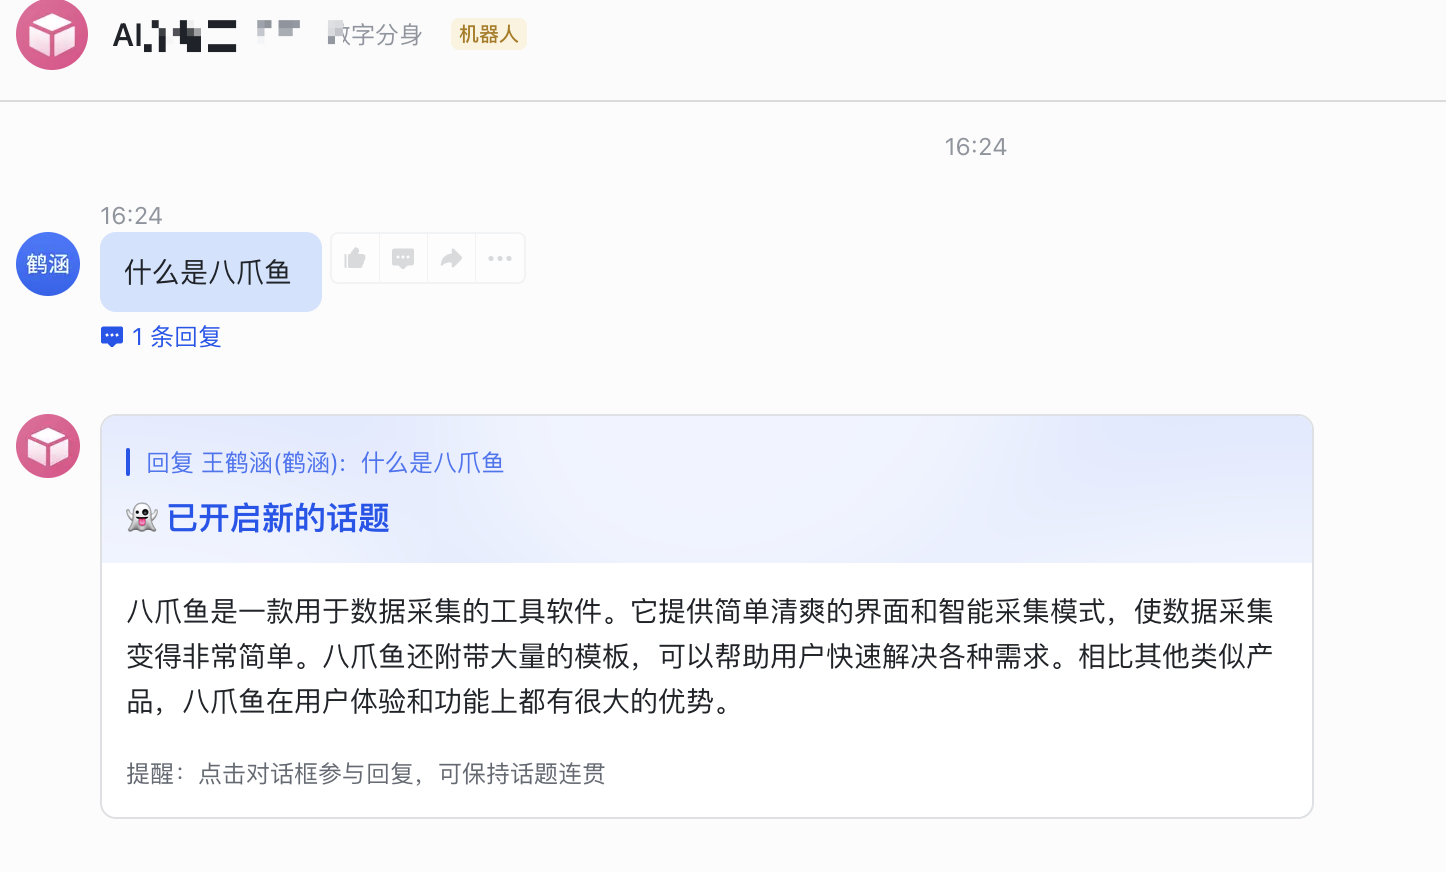 AI
数字分身
机器人
16:24
16:24
鹤涵
什么是八爪鱼
1 条回复
回复 王鹤涵(鹤涵)：什么是八爪鱼
已开启新的话题
八爪鱼是一款用于数据采集的工具软件。它提供简单清爽的界面和智能采集模式，使数据采集
变得非常简单。八爪鱼还附带大量的模板，可以帮助用户快速解决各种需求。相比其他类似产
品，八爪鱼在用户体验和功能上都有很大的优势。
提醒：点击对话框参与回复，可保持话题连贯